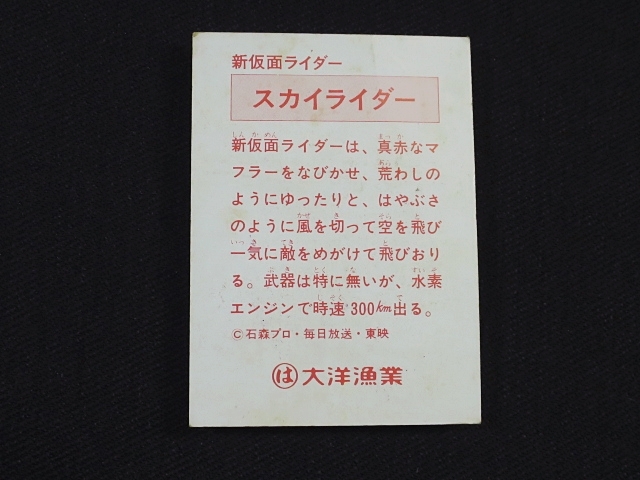 新仮面ライダー
スカイライダー
新仮面ライダーは、真赤なマ
フラーをなびかせ、荒わしの
ようにゆったりと、はやぶさ
のように風を切って空を飛び
一気に敵をめがけて飛びおり
る。武器は特に無いが、水素
エンジンで時速300km出る。
©石森プロ・毎日放送・東映
は 大洋漁業